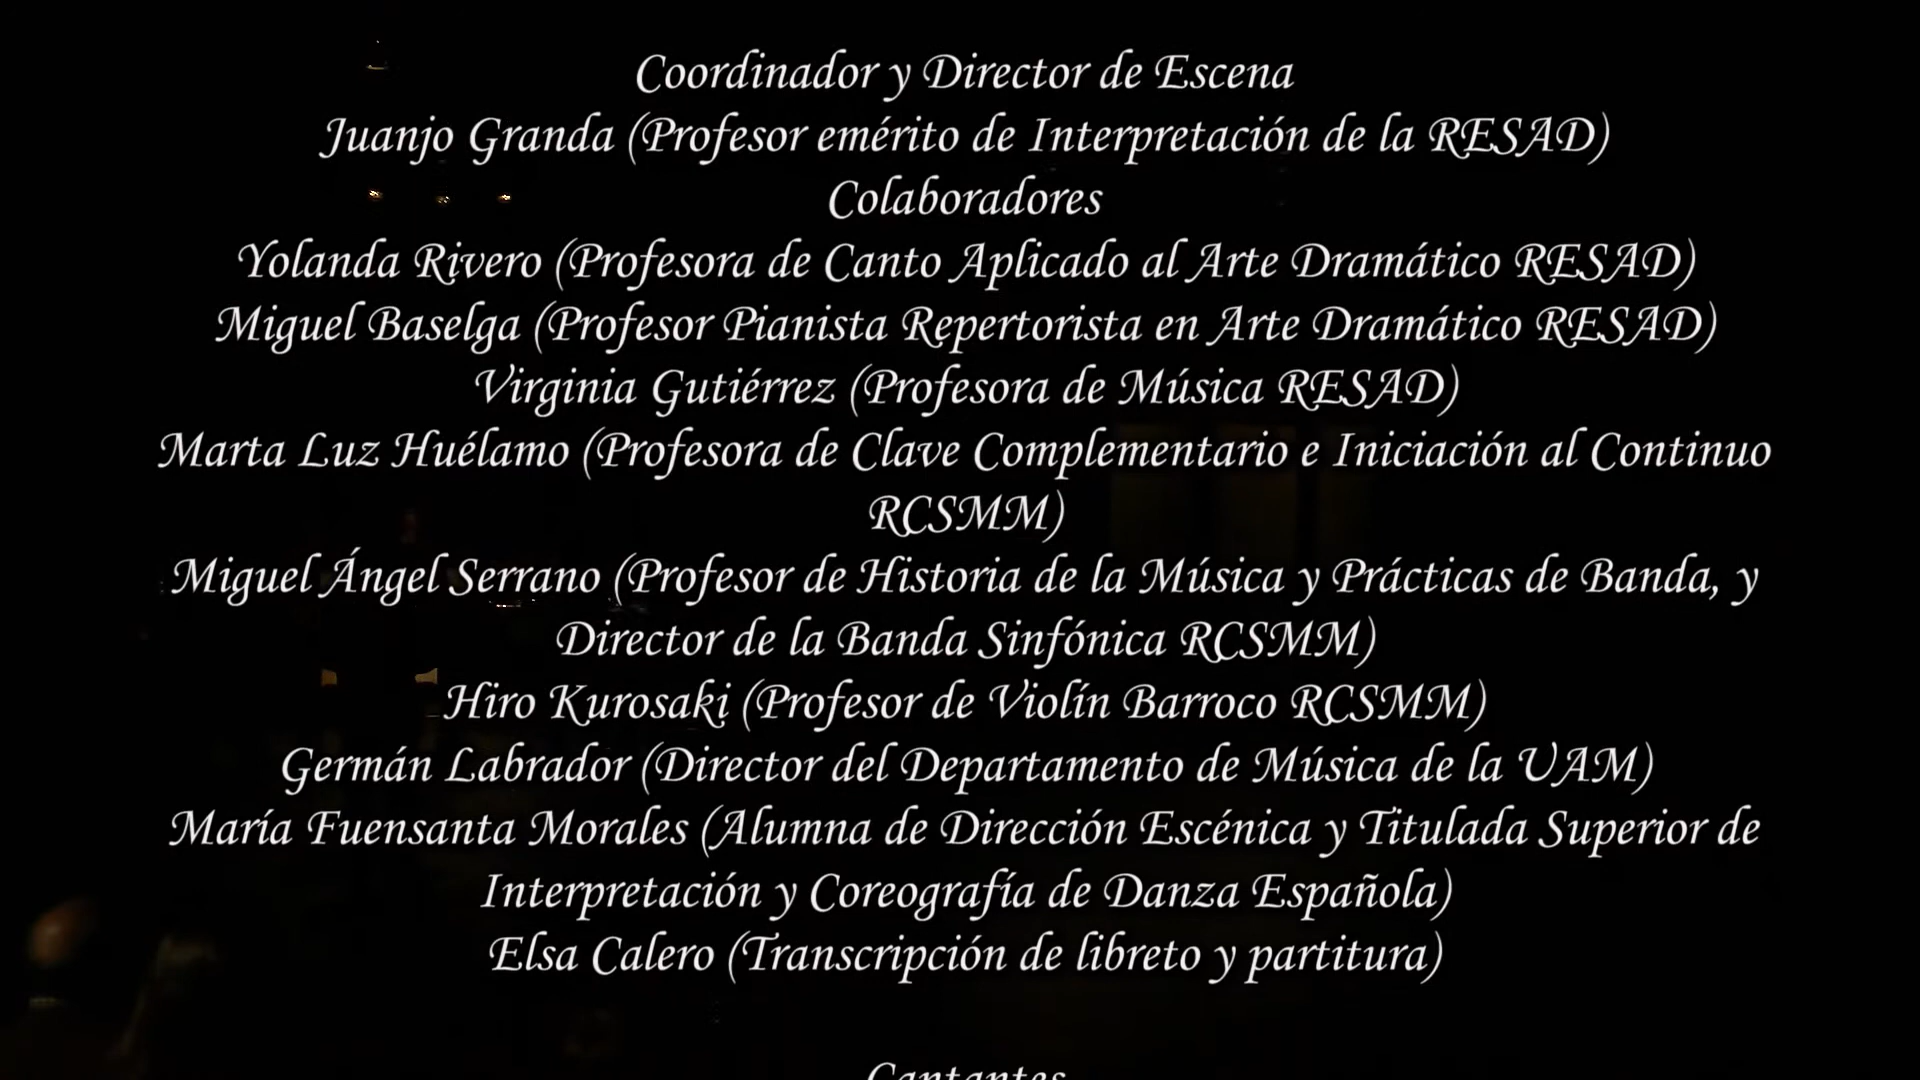 Coordinador y Director de Escena
Juanjo Granda (Profesor emérito de Interpretación de la RESAD)
Colaboradores
Yolanda Rivero (Profesora de Canto Aplicado al Arte Dramático RESAD)
Miguel Baselga (Profesor Pianista Repertorista en Arte Dramático RESAD)
Virginia Gutiérrez (Profesora de Música RESAD)
Marta Luz Huélamo (Profesora de Clave Complementario e Iniciación al Continuo
RCSMM)
Miguel Ángel Serrano (Profesor de Historia de la Música y Prácticas de Banda, y
Director de la Banda Sinfónica RCSMM)
Hiro Kurosaki (Profesor de Violín Barroco RCSMM)
Germán Labrador (Director del Departamento de Música de la UAM)
María Fuensanta Morales (Alumna de Dirección Escénica y Titulada Superior de
Interpretación y Coreografía de Danza Española)
Elsa Calero (Transcripción de libreto y partitura)
Cantantes